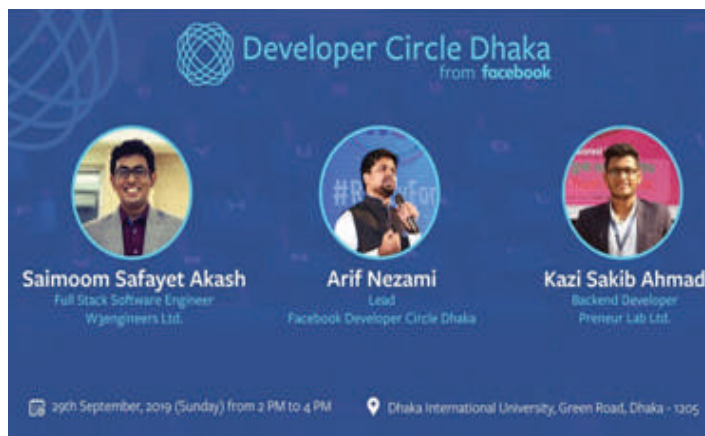 Developer Circle Dhaka
from facebook
#R
For
Saimoom Safayet Akash
Full Stack Software Engineer
W3engineers Ltd.
Arif Nezami
Lead
Facebook Developer Circle Dhaka
Kazi Sakib Ahmad
Backend Developer
Preneur Lab Ltd.
29th September, 2019 (Sunday) from 2 PM to 4 PM
Dhaka International University, Green Road, Dhaka - 1205